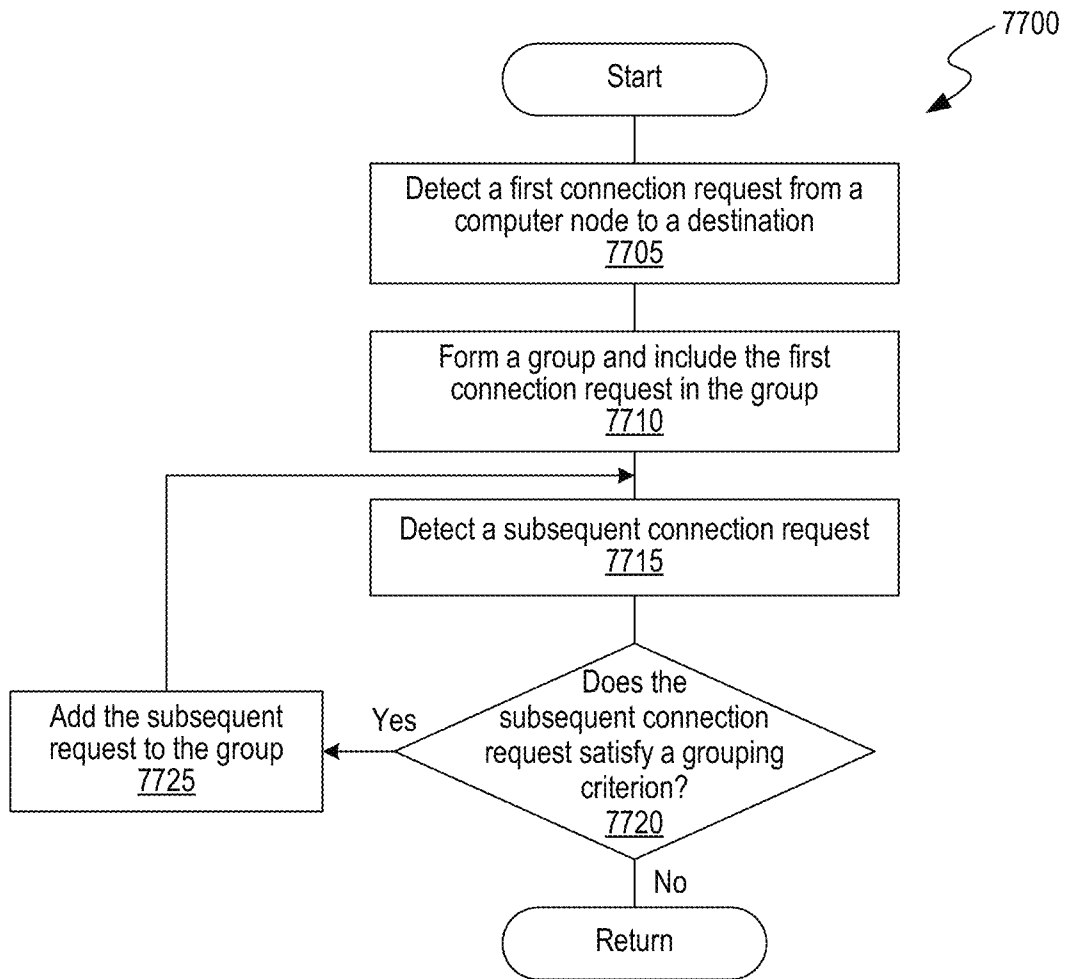 7700
Start
Detect a first connection request from a
computer node to a destination
7705
Form a group and include the first
connection request in the group
7710
Detect a subsequent connection request
7715
Does the
subsequent connection
request satisfy a grouping
criterion?
7720
Yes
Add the subsequent
request to the group
7725
No
Return